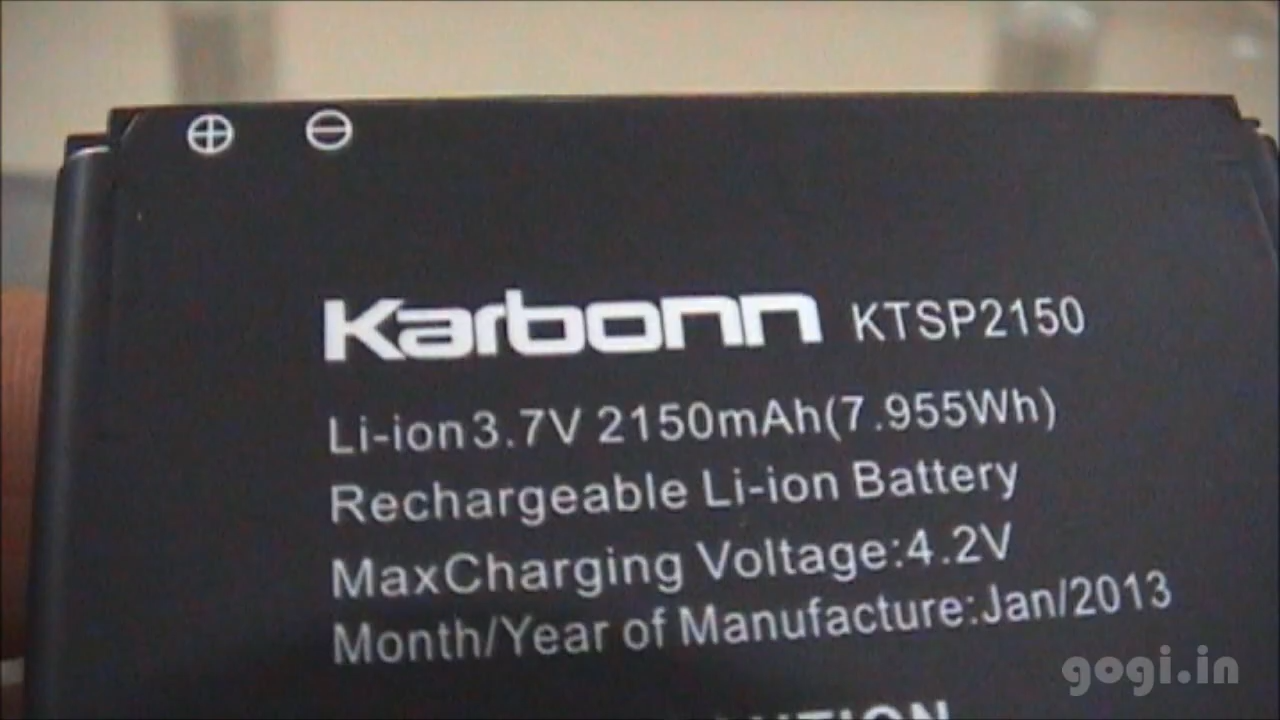 Karbonn KTSP2150
Li-ion3.7V 2150mAh(7.955Wh)
Rechargeable Li-ion Battery
MaxCharging Voltage:4.2V
Month/Year of Manufacture:Jan/2013
gogi.in